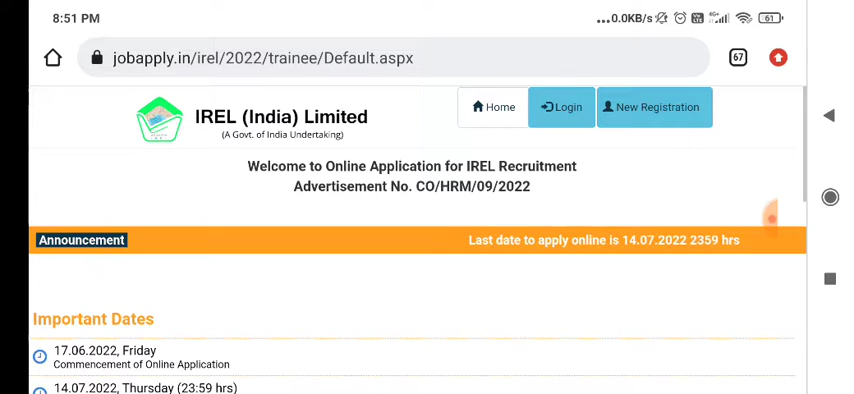 8:51 PM
...0.0KB/s 4G+ 61
jobapply.in/irel/2022/trainee/Default.aspx
67
IREL (India) Limited
(A Govt. of India Undertaking)
Home Login New Registration
Welcome to Online Application for IREL Recruitment
Advertisement No. CO/HRM/09/2022
Announcement Last date to apply online is 14.07.2022 2359 hrs
Important Dates
17.06.2022, Friday
Commencement of Online Application
14.07.2022, Thursday (23:59 hrs)